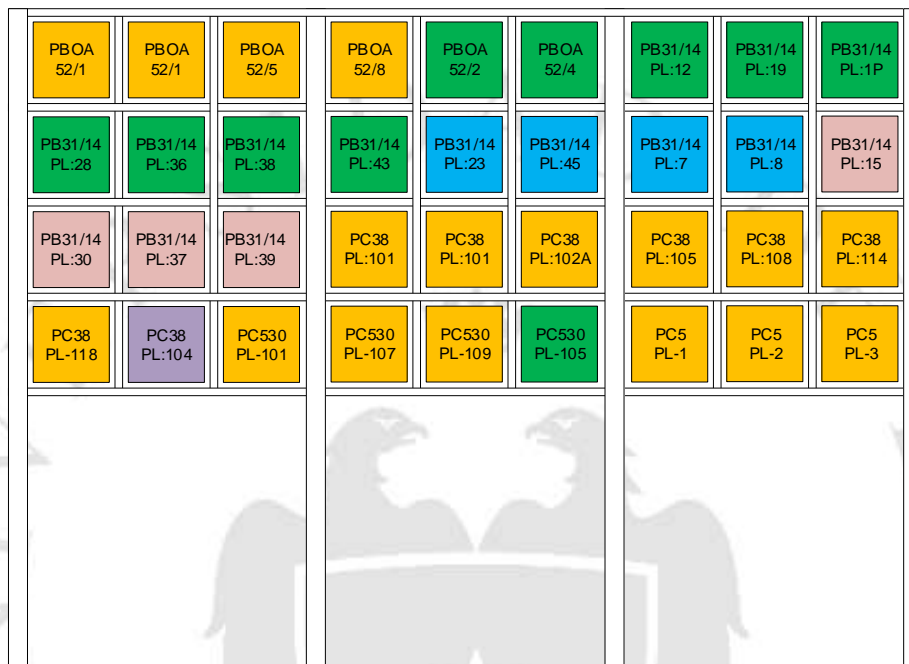 PBOA
52/1
PBOA
52/1
PBOA
52/5
PBOA
52/8
PBOA
52/2
PBOA
52/4
PB31/14
PL:12
PB31/14
PL:19
PB31/14
PL:1P
PB31/14
PL:28
PB31/14
PL:36
PB31/14
PL:38
PB31/14
PL:43
PB31/14
PL:23
PB31/14
PL:45
PB31/14
PL:7
PB31/14
PL:8
PB31/14
PL:15
PB31/14
PL:30
PB31/14
PL:37
PB31/14
PL:39
PC38
PL:101
PC38
PL:101
PC38
PL:102A
PC38
PL:105
PC38
PL:108
PC38
PL:114
PC38
PL-118
PC38
PL:104
PC530
PL-101
PC530
PL-107
PC530
PL-109
PC530
PL-105
PC5
PL-1
PC5
PL-2
PC5
PL-3